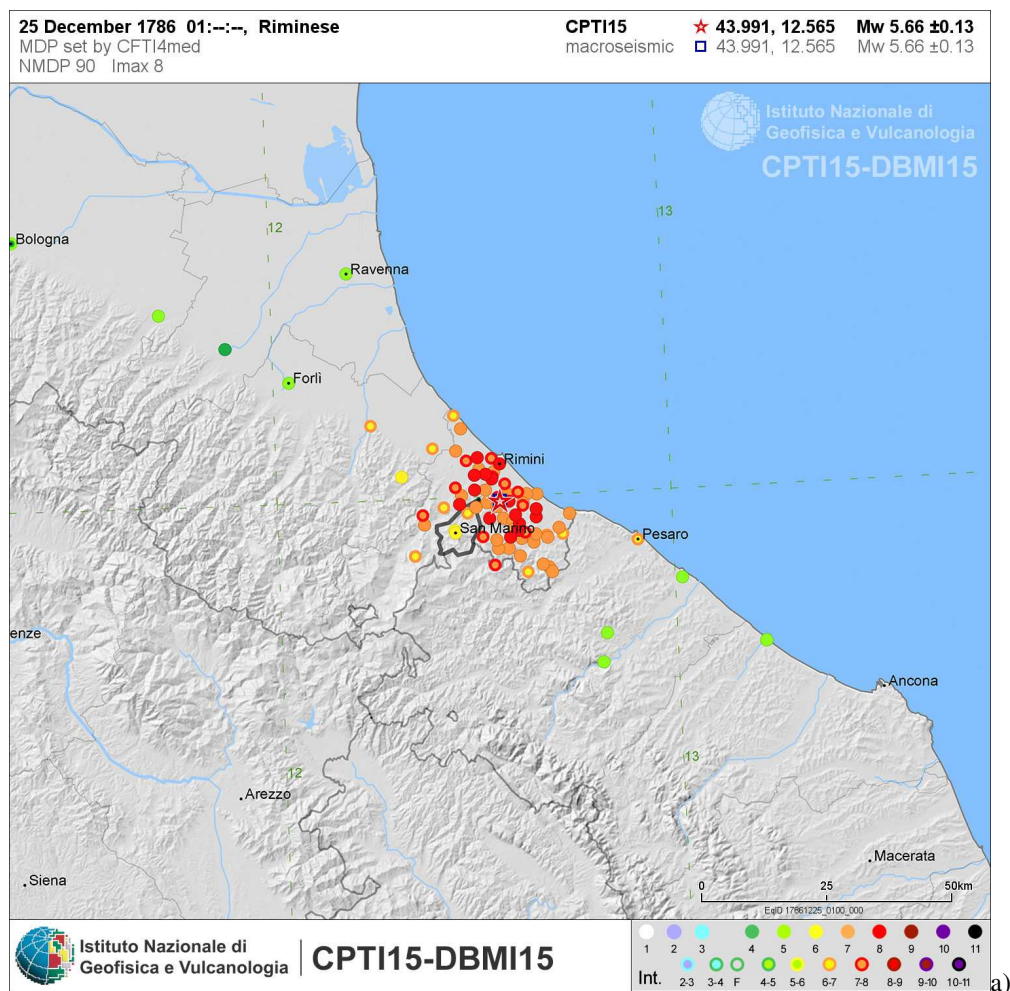 25 December 1786 01:--:--, Riminese
MDP set by CFTI4med
NMDP 90 Imax 8
CPTI15 43.991, 12.565 Mw 5.66 ±0.13
macroseismic 43.991, 12.565 Mw 5.66 ±0.13
Istituto Nazionale di
Geofisica e Vulcanologia
CPTI15-DBMI15
12
13
Bologna
Ravenna
Forlì
Rimini
San Marino
Pesaro
enze
Ancona
13
12
Arezzo
Macerata
Siena
0 25 50km
EqID 17861225_0100_000
Istituto Nazionale di
Geofisica e Vulcanologia
CPTI15-DBMI15
1 2 3 4 5 6 7 8 9 10 11
Int. 2-3 3-4 F 4-5 5-6 6-7 7-8 8-9 9-10 10-11
a)